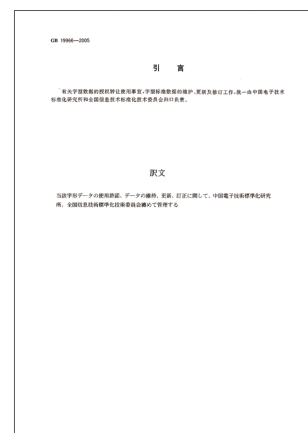 GB 19966—2005
引 言
有关字型数据的授权转让使用事宜,字型标准数据的维护、更新及修订工作,统一由中国电子技术
标准化研究所和全国信息技术标准化技术委员会归口负责。
訳文
当該字形データの使用許諾、データの維持、更新、訂正に関して、中国電子技術標準化研究
所、全国信息技術標準化技術委員会纏めて管理する